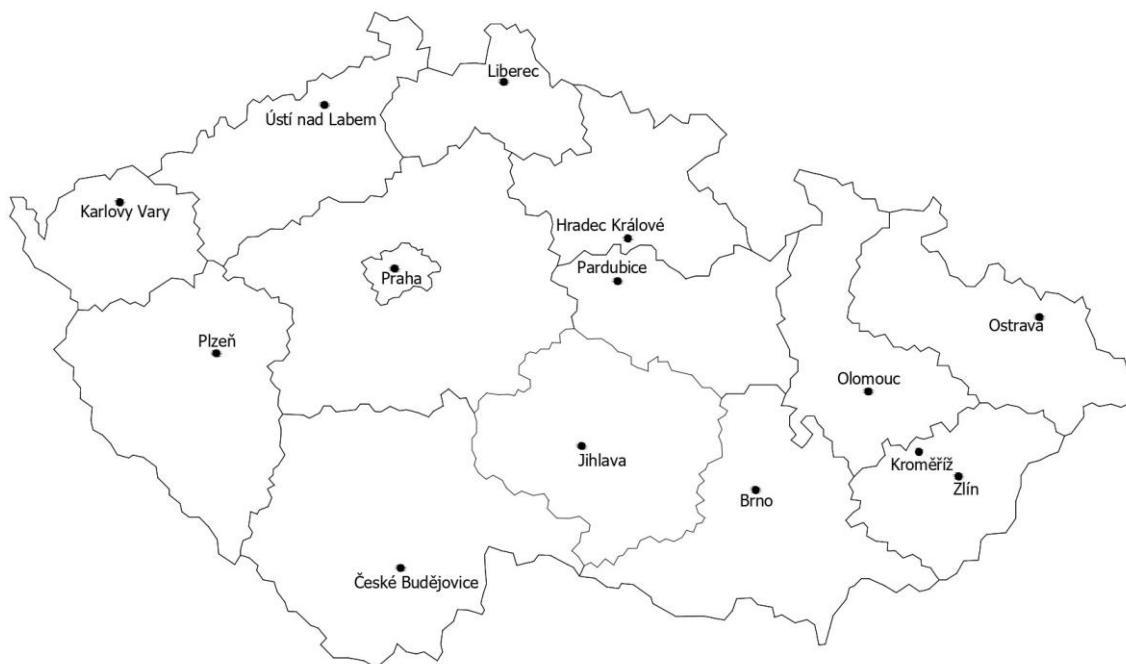 Liberec
Ústí nad Labem
Karlovy Vary
Hradec Králové
Praha
Pardubice
Ostrava
Plzeň
Olomouc
Jihlava
Kroměříž
Zlín
Brno
České Budějovice